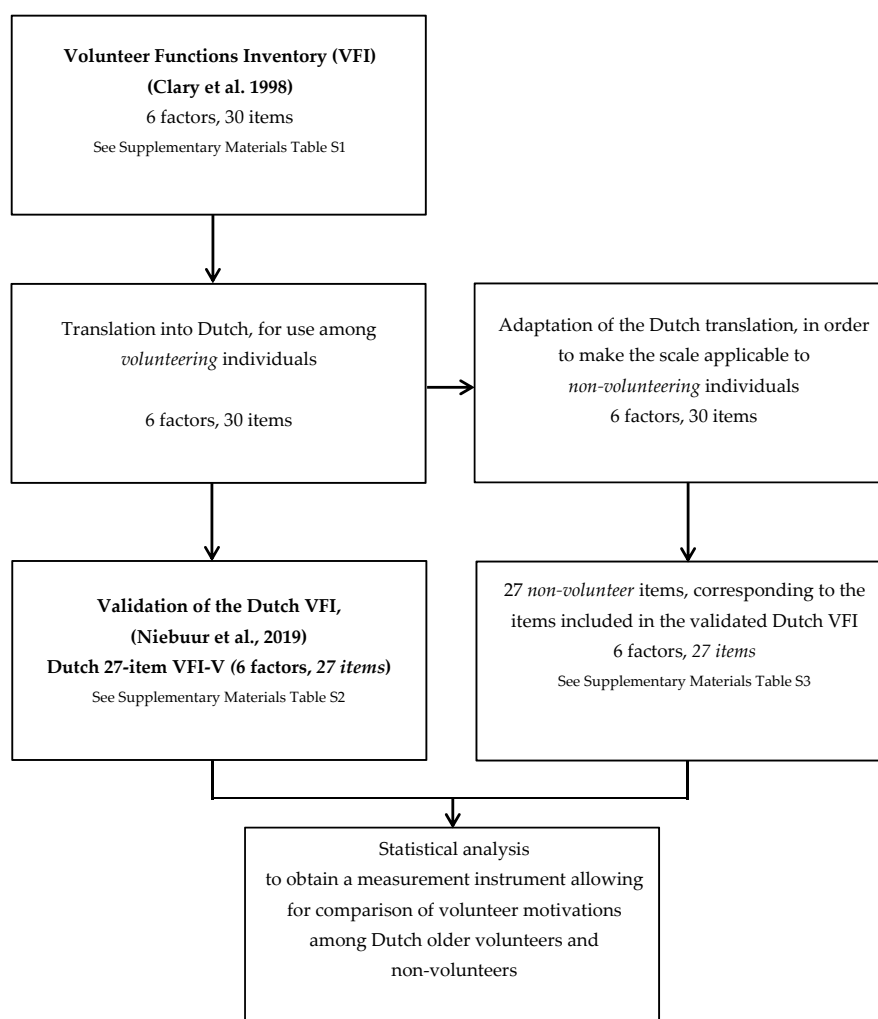 Volunteer Functions Inventory (VFI)
(Clary et al. 1998)
6 factors, 30 items
See Supplementary Materials Table S1
Translation into Dutch, for use among
volunteering individuals
6 factors, 30 items
Adaptation of the Dutch translation, in order
to make the scale applicable to
non-volunteering individuals
6 factors, 30 items
Validation of the Dutch VFI,
(Niebuur et al., 2019)
Dutch 27-item VFI-V (6 factors, 27 items)
See Supplementary Materials Table S2
27 non-volunteer items, corresponding to the
items included in the validated Dutch VFI
6 factors, 27 items
See Supplementary Materials Table S3
Statistical analysis
to obtain a measurement instrument allowing
for comparison of volunteer motivations
among Dutch older volunteers and
non-volunteers